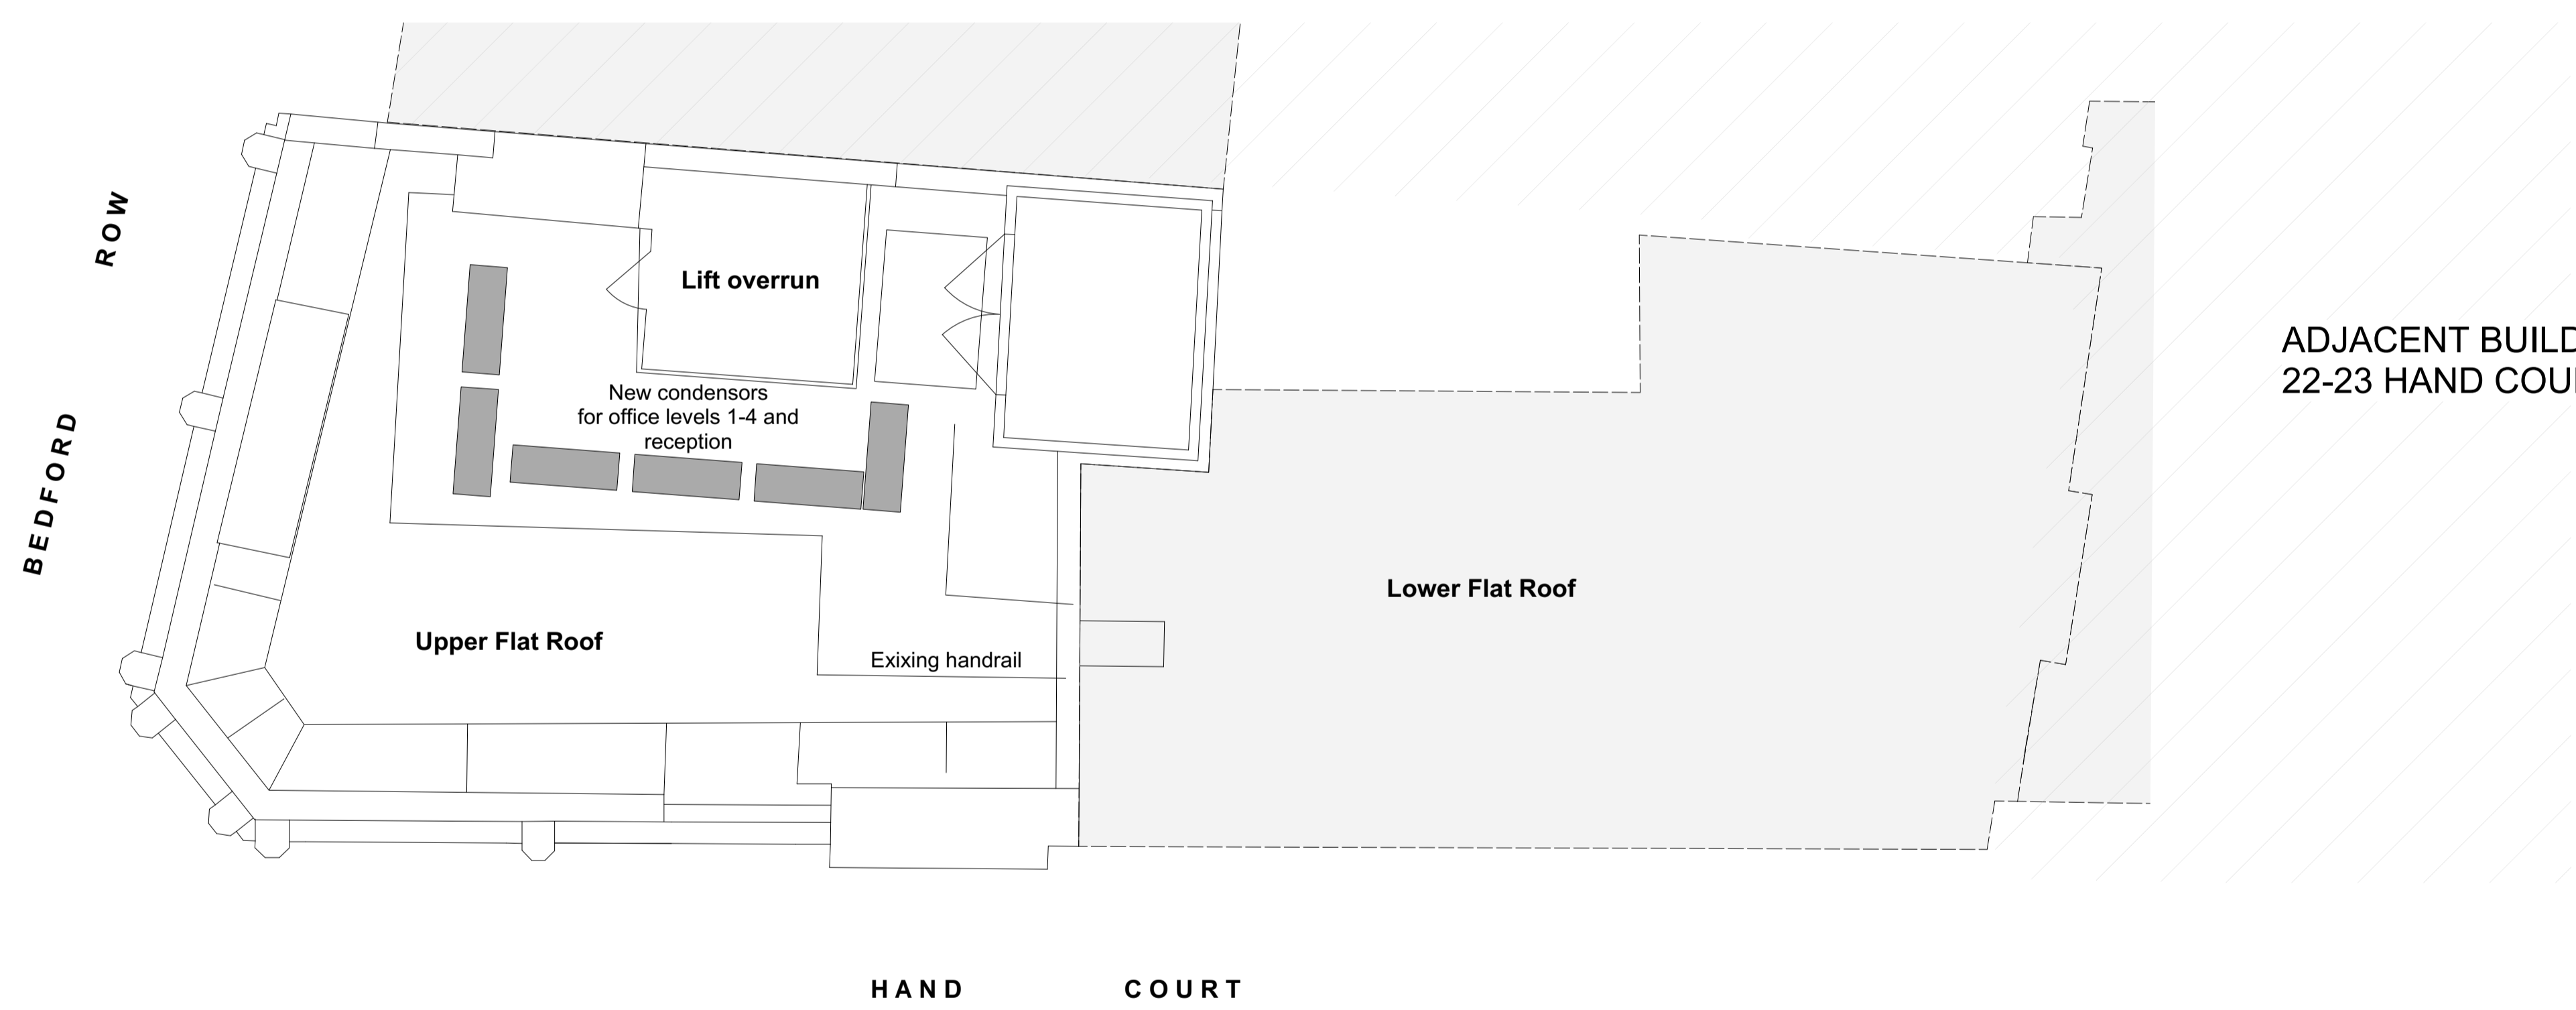 BEDFORD ROW
Lift overrun
New condensors
for office levels 1-4 and
reception
Upper Flat Roof
Exixing handrail
Lower Flat Roof
ADJACENT BUILD
22-23 HAND COU
HAND COURT